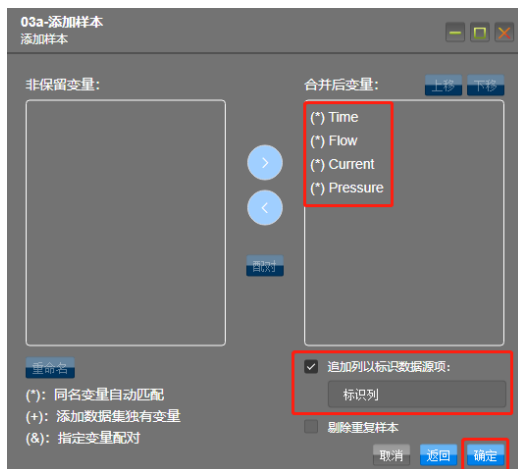 03a-添加样本
添加样本
非保留变量：
合并后变量：
上移
下移
(*) Time
(*) Flow
(*) Current
(*) Pressure
配对
重命名
(*)：同名变量自动匹配
(+)：添加数据集独有变量
(&)：指定变量配对
追加列以标识数据源项：
标识列
剔除重复样本
取消
返回
确定